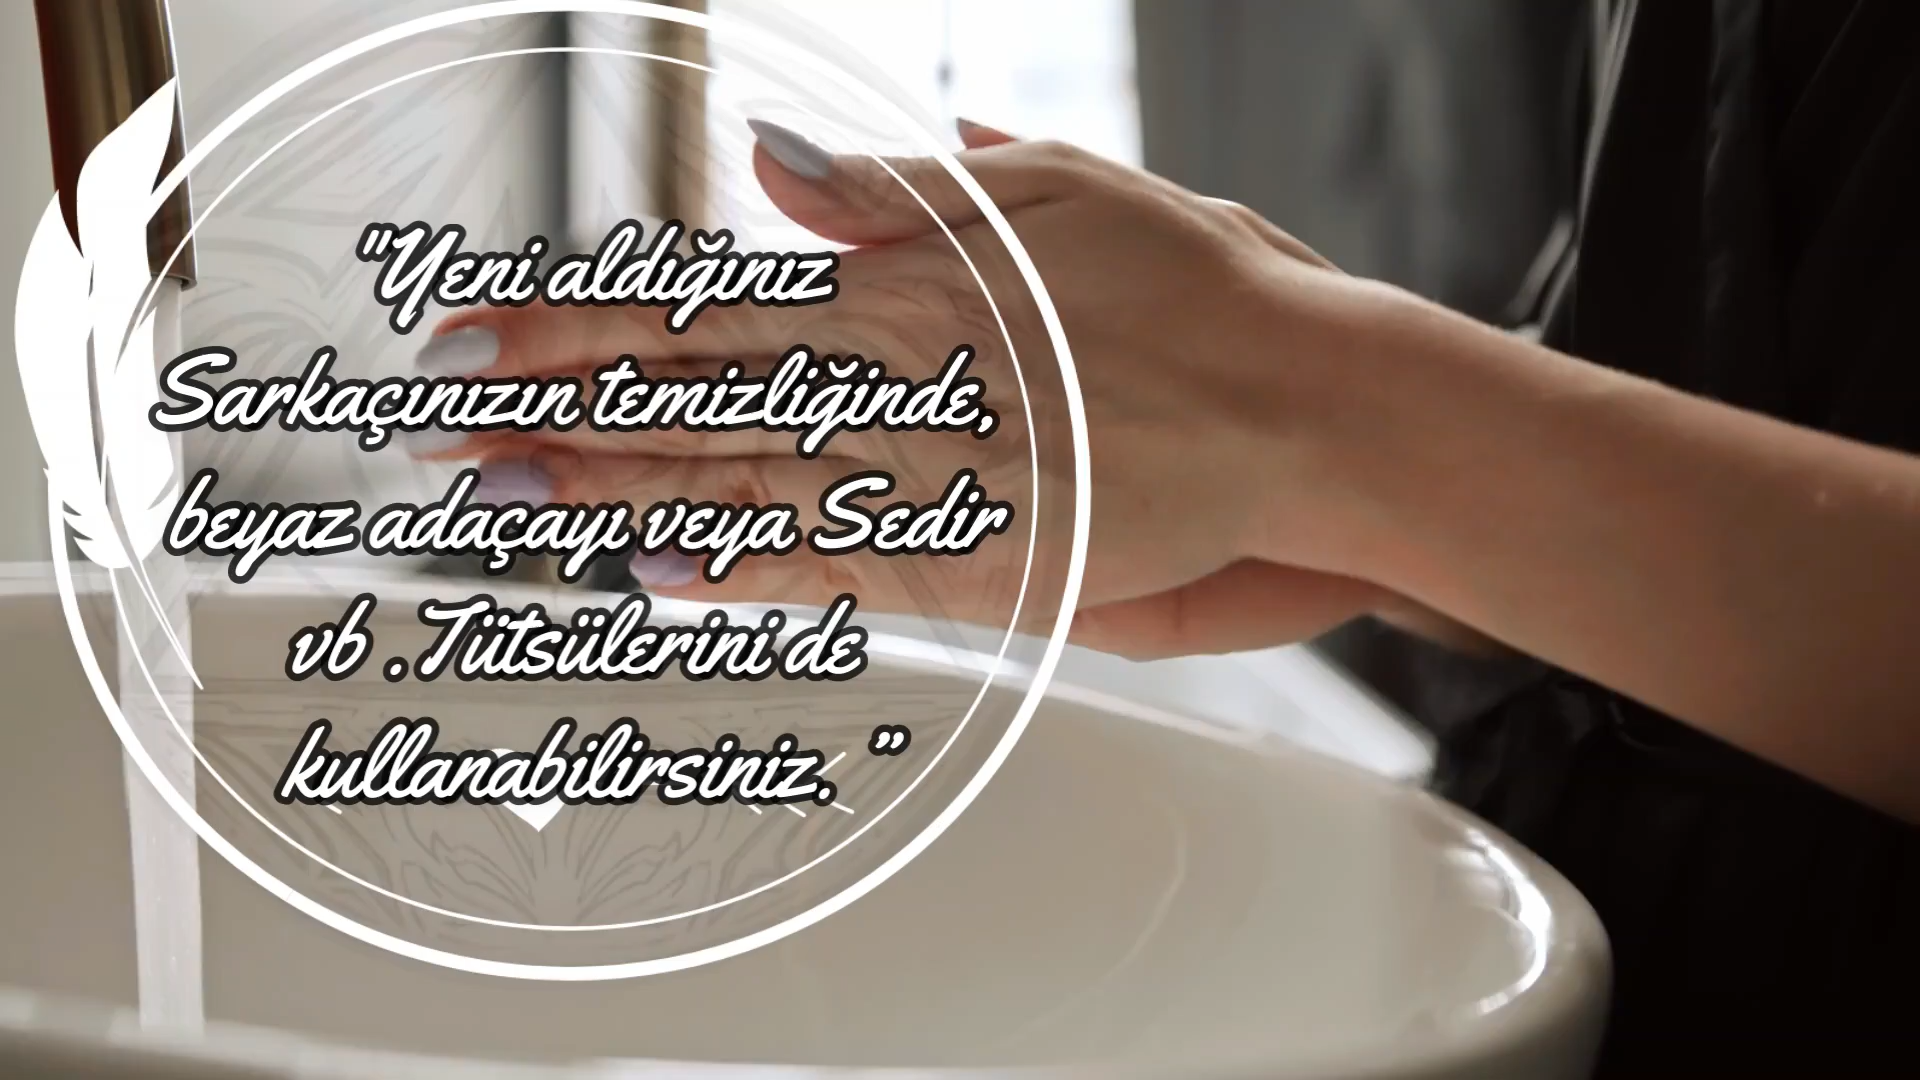 "Yeni aldığınız
Sarkaçınızın temizliğinde,
beyaz adaçayı veya Sedir
vb .Tütsülerini de
kullanabilirsiniz. ”